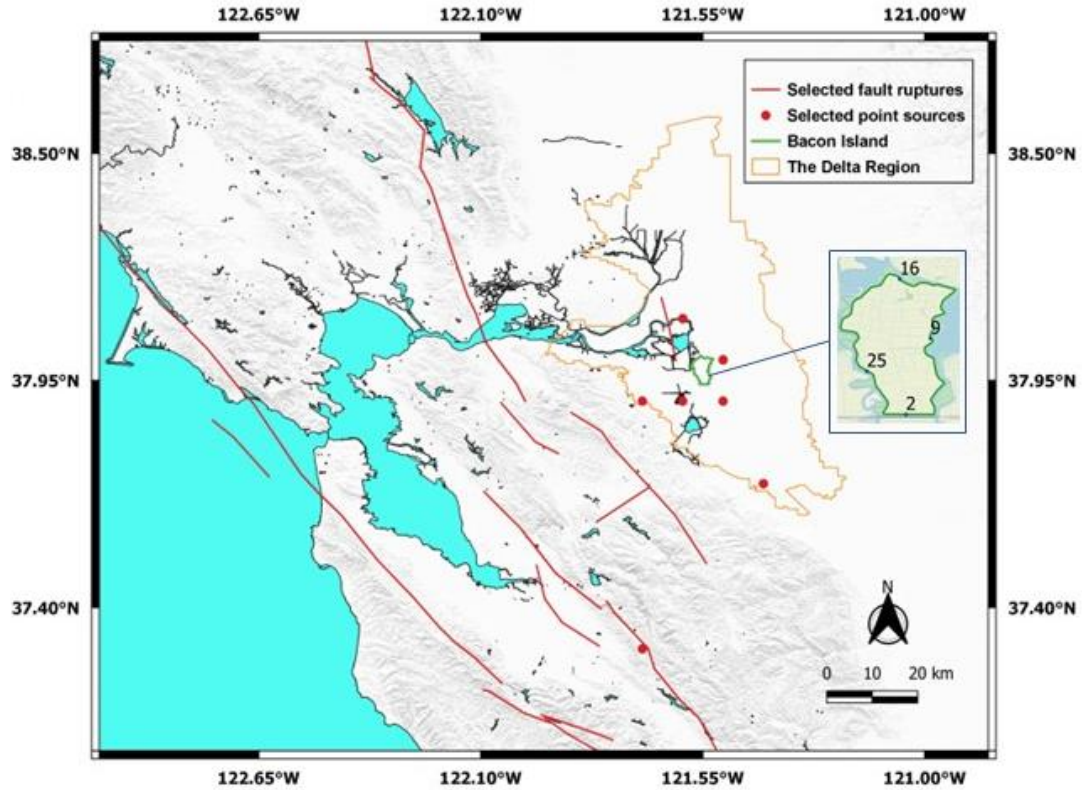 122.65°W 122.10°W 121.55°W 121.00°W
Selected fault ruptures
Selected point sources
Bacon Island
The Delta Region
38.50°N 38.50°N
16
9
25
2
37.95°N 37.95°N
37.40°N 37.40°N
N
0 10 20 km
122.65°W 122.10°W 121.55°W 121.00°W